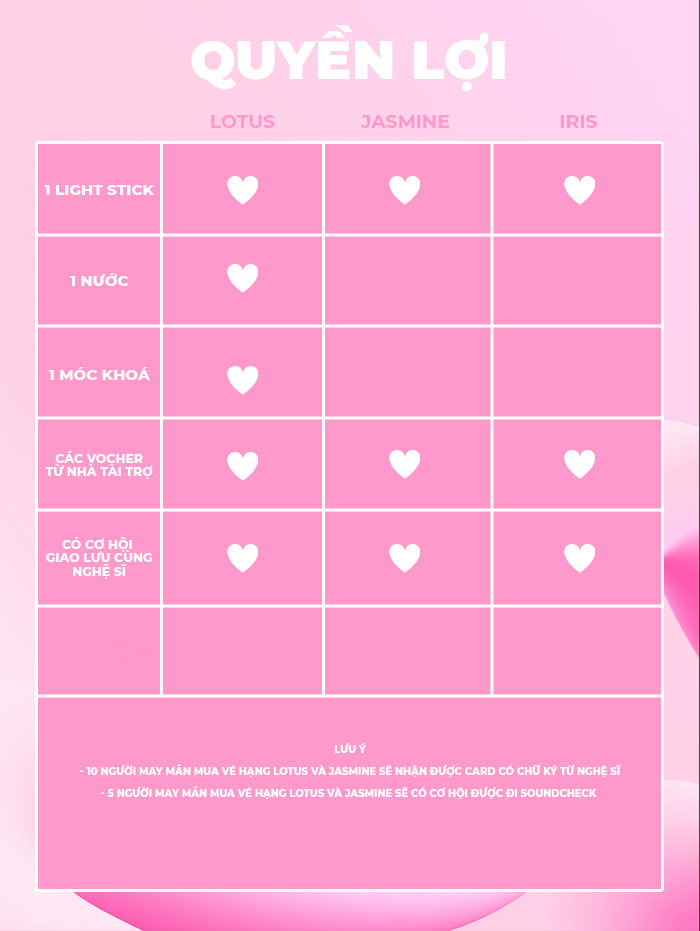 QUYỀN LỢI
LOTUS JASMINE IRIS
1 LIGHT STICK
1 NƯỚC
1 MÓC KHOÁ
CÁC VOCHER
TỪ NHÀ TÀI TRỢ
CÓ CƠ HỘI
GIAO LƯU CÙNG
NGHỆ SĨ
LƯU Ý
- 10 NGƯỜI MAY MẮN MUA VÉ HẠNG LOTUS VÀ JASMINE SẼ NHẬN ĐƯỢC CARD CÓ CHỮ KÝ TỪ NGHỆ SĨ
- 5 NGƯỜI MAY MẮN MUA VÉ HẠNG LOTUS VÀ JASMINE SẼ CÓ CƠ HỘI ĐƯỢC ĐI SOUNDCHECK